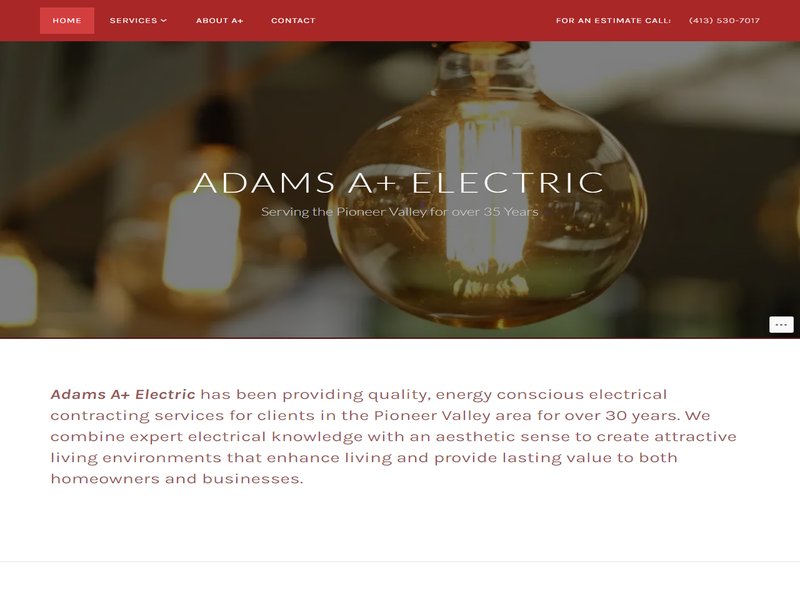 HOME SERVICES ABOUT A+ CONTACT FOR AN ESTIMATE CALL: (413) 530-7017
ADAMS A+ ELECTRIC
Serving the Pioneer Valley for over 35 Years
Adams A+ Electric has been providing quality, energy conscious electrical
contracting services for clients in the Pioneer Valley area for over 30 years. We
combine expert electrical knowledge with an aesthetic sense to create attractive
living environments that enhance living and provide lasting value to both
homeowners and businesses.